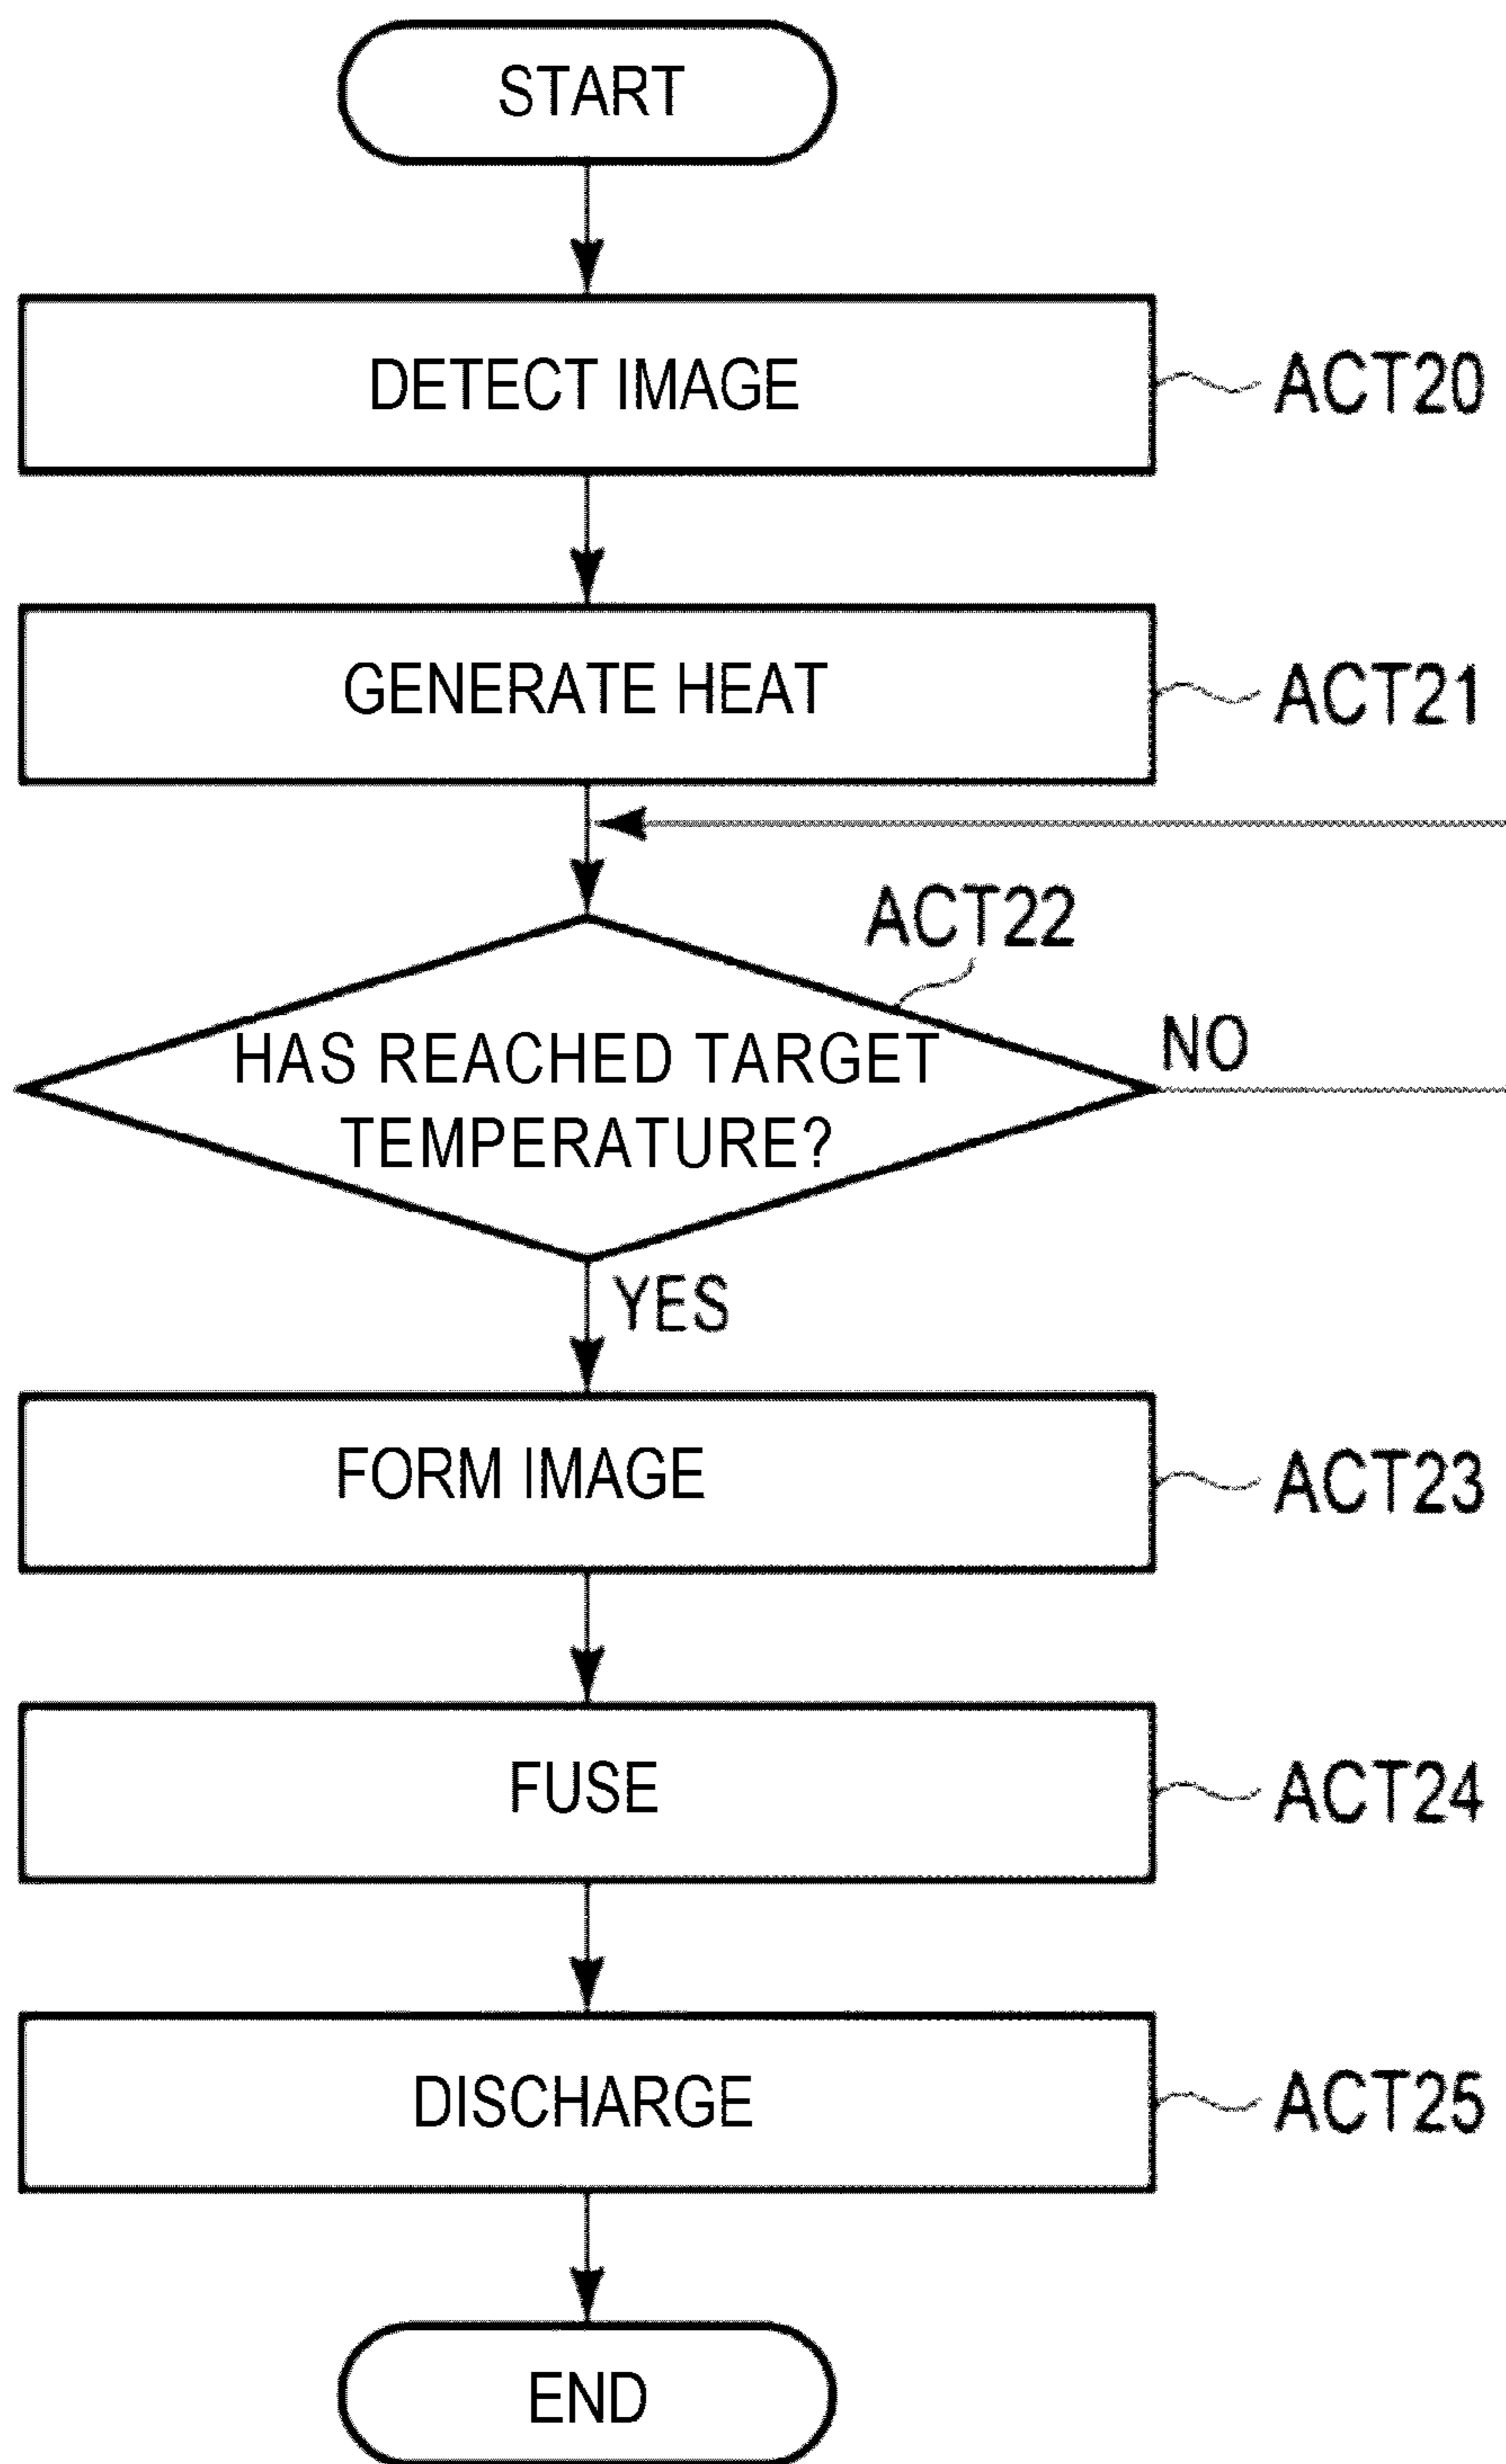 START
DETECT IMAGE
ACT20
GENERATE HEAT
ACT21
ACT22
HAS REACHED TARGET
TEMPERATURE?
NO
YES
FORM IMAGE
ACT23
FUSE
ACT24
DISCHARGE
ACT25
END